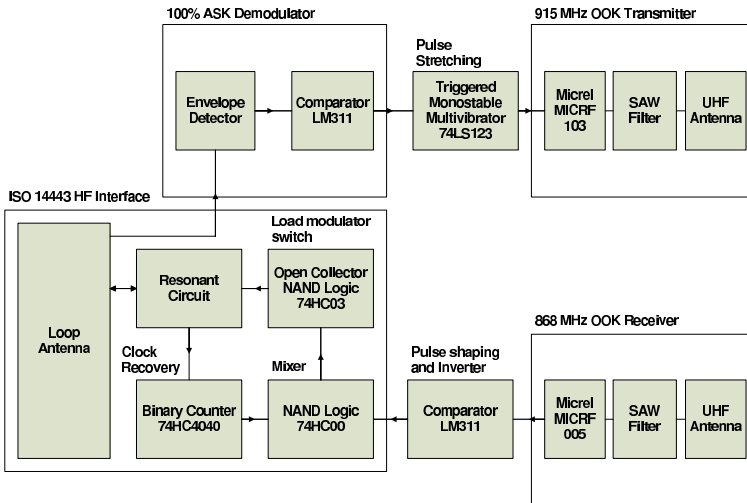 100% ASK Demodulator
915 MHz OOK Transmitter
Pulse
Stretching
Envelope
Detector
Comparator
LM311
Triggered
Monostable
Multivibrator
74LS123
Micrel
MICRF
103
SAW
Filter
UHF
Antenna
ISO 14443 HF Interface
Load modulator
switch
Loop
Antenna
Resonant
Circuit
Open Collector
NAND Logic
74HC03
868 MHz OOK Receiver
Clock
Recovery
Mixer
Pulse shaping
and Inverter
Binary Counter
74HC4040
NAND Logic
74HC00
Comparator
LM311
Micrel
MICRF
005
SAW
Filter
UHF
Antenna